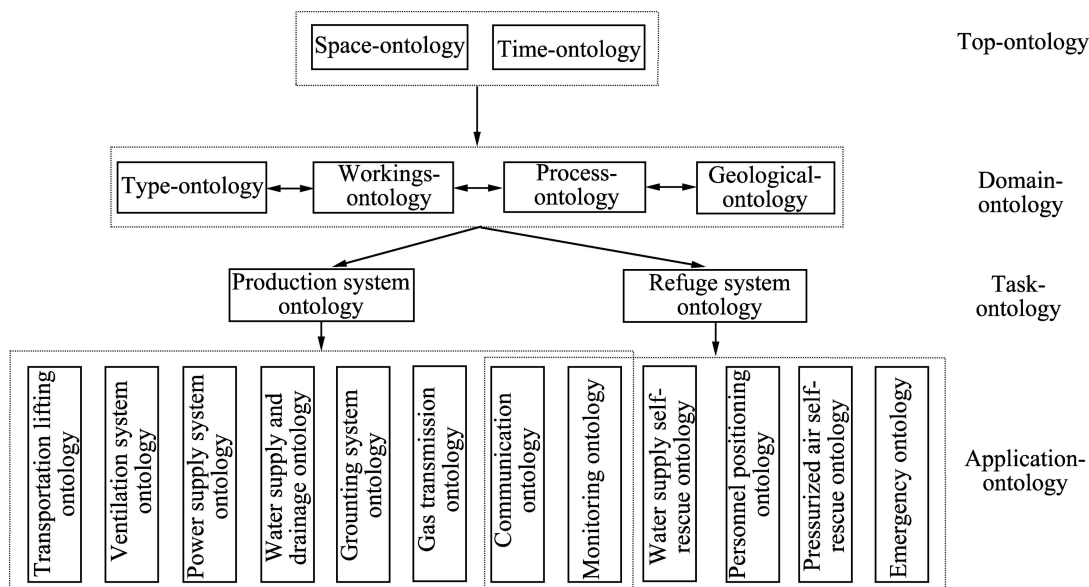 Space-ontology
Time-ontology
Top-ontology
Type-ontology
Workings-
ontology
Process-
ontology
Geological-
ontology
Domain-
ontology
Production system
ontology
Refuge system
ontology
Task-
ontology
Transportation lifting
ontology
Ventilation system
ontology
Power supply system
ontology
Water supply and
drainage ontology
Grounting system
ontology
Gas transmission
ontology
Communication
ontology
Monitoring ontology
Water supply self-
rescue ontology
Personnel positioning
ontology
Pressurized air self-
rescue ontology
Emergency ontology
Application-
ontology